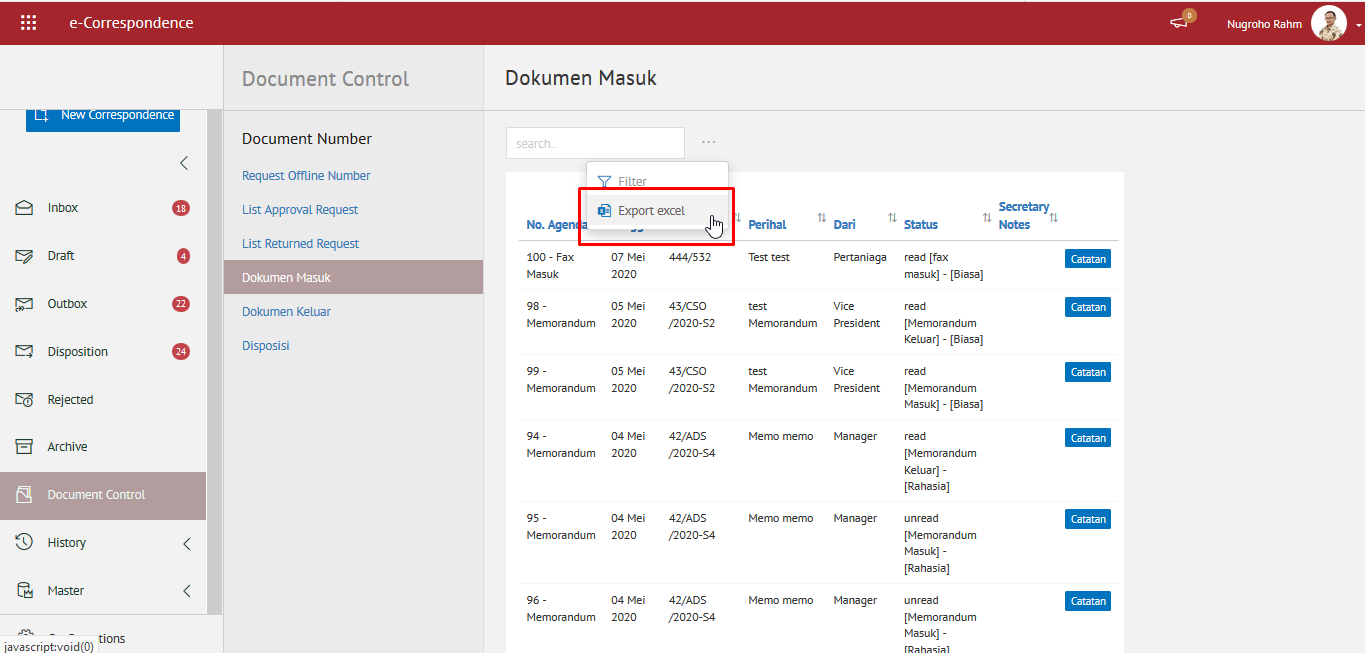 e-Correspondence
0
Nugroho Rahm
New Correspondence
Inbox 18
Draft 4
Outbox 22
Disposition 24
Rejected
Archive
Document Control
History
Master
javascript:void(0)
Document Control
Document Number
Request Offline Number
List Approval Request
List Returned Request
Dokumen Masuk
Dokumen Keluar
Disposisi
Dokumen Masuk
search..
...
Filter
Export excel
No. Agenda Perihal Dari Status Secretary
Notes
100 - Fax 07 Mei 444/532 Test test Pertaniaga read [fax Catatan
Masuk 2020 masuk] - [Biasa]
98 - 05 Mei 43/CSO test Vice read Catatan
Memorandum 2020 /2020-S2 Memorandum President [Memorandum
Keluar] - [Biasa]
99 - 05 Mei 43/CSO test Vice read Catatan
Memorandum 2020 /2020-S2 Memorandum President [Memorandum
Masuk] - [Biasa]
94 - 04 Mei 42/ADS Memo memo Manager read Catatan
Memorandum 2020 /2020-S4 [Memorandum
Keluar] -
[Rahasia]
95 - 04 Mei 42/ADS Memo memo Manager unread Catatan
Memorandum 2020 /2020-S4 [Memorandum
Masuk] -
[Rahasia]
96 - 04 Mei 42/ADS Memo memo Manager unread Catatan
Memorandum 2020 /2020-S4 [Memorandum
Masuk] -
[Rahasia]